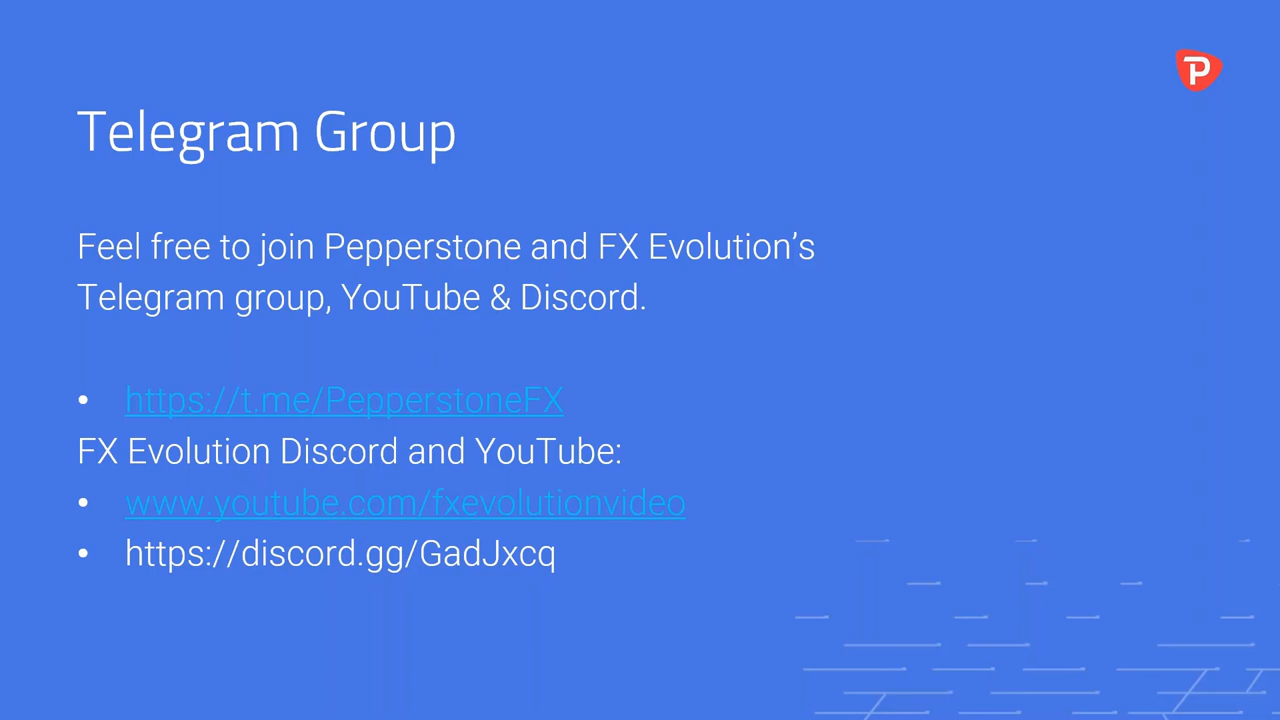 Telegram Group
Feel free to join Pepperstone and FX Evolution’s
Telegram group, YouTube & Discord.
• https://t.me/PepperstoneFX
FX Evolution Discord and YouTube:
• www.youtube.com/fxevolutionvideo
• https://discord.gg/GadJxcq